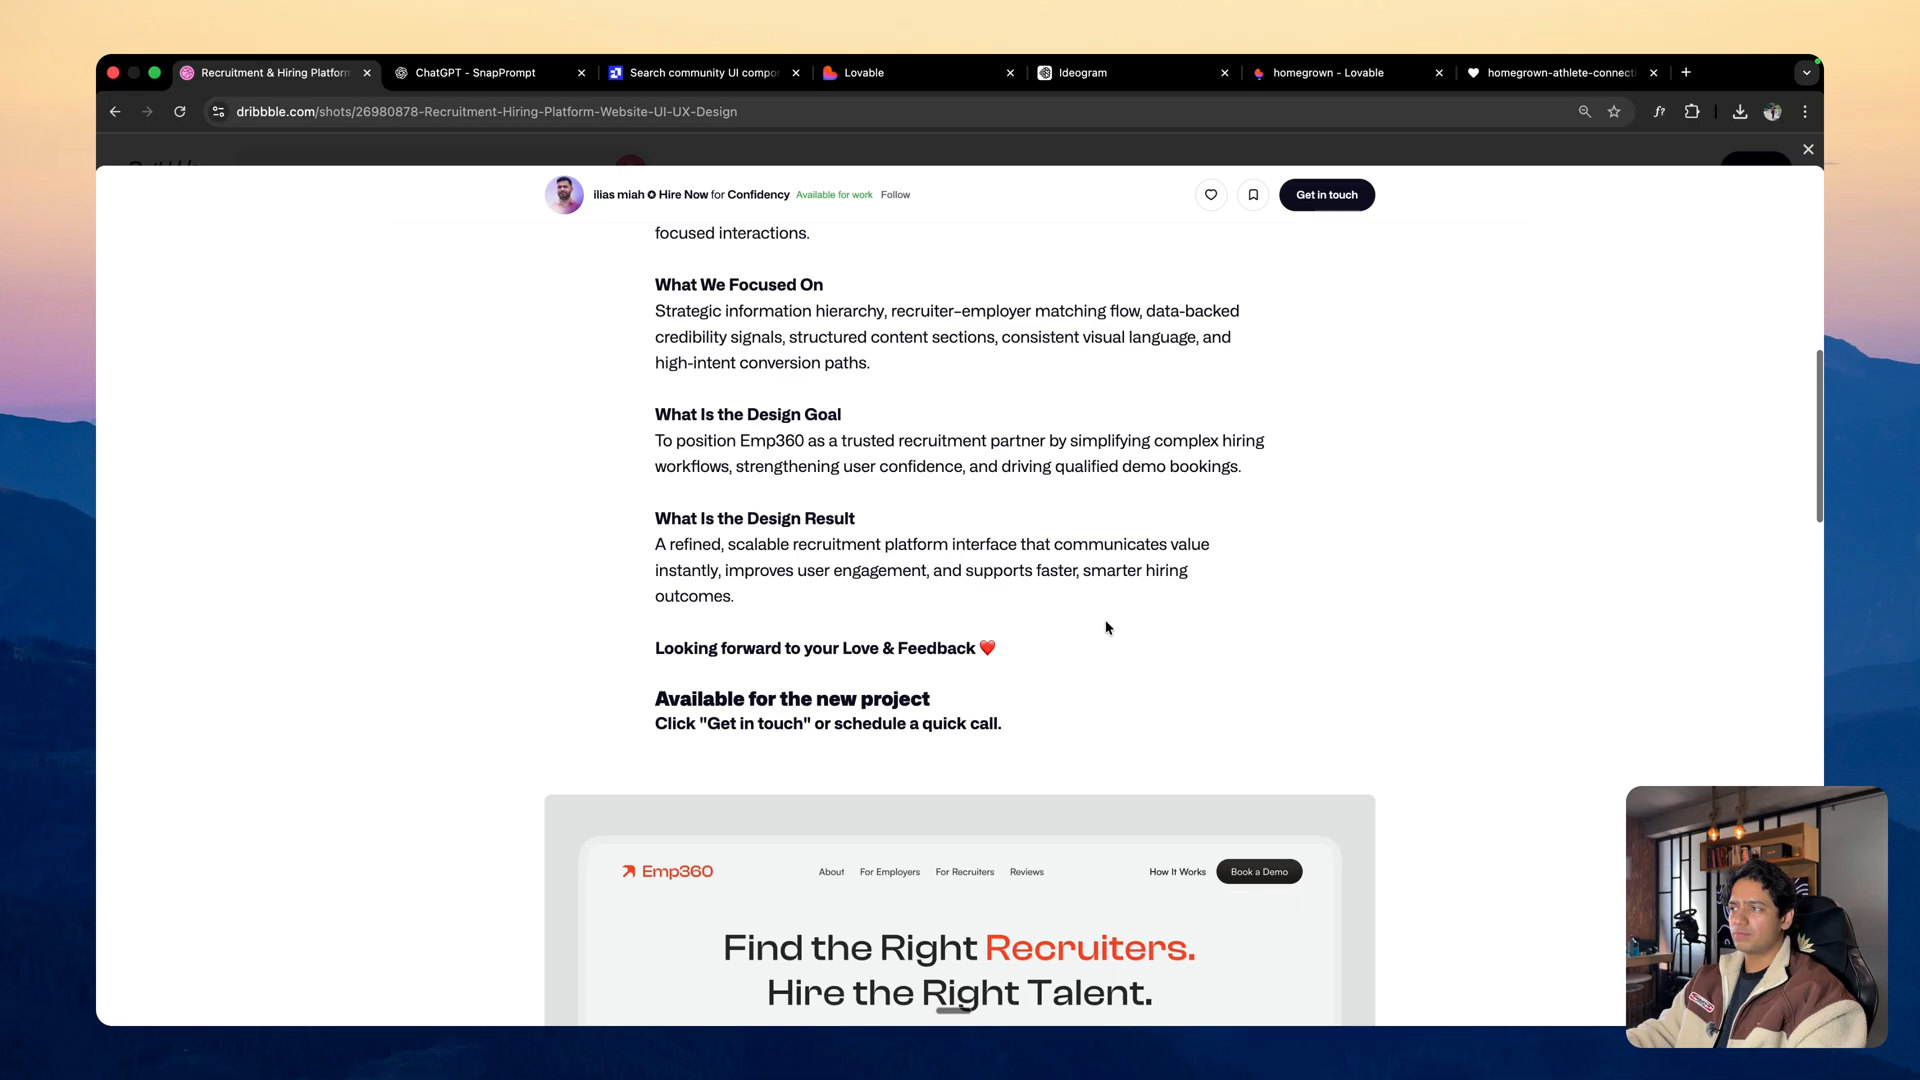 Recruitment & Hiring Platform
ChatGPT - SnapPrompt
Search community UI compo
Lovable
Ideogram
homegrown - Lovable
homegrown-athlete-connecti
dribbble.com/shots/26980878-Recruitment-Hiring-Platform-Website-UI-UX-Design
ilias miah ✪ Hire Now for Confidency Available for work Follow
Get in touch
focused interactions.
What We Focused On
Strategic information hierarchy, recruiter–employer matching flow, data-backed
credibility signals, structured content sections, consistent visual language, and
high-intent conversion paths.
What Is the Design Goal
To position Emp360 as a trusted recruitment partner by simplifying complex hiring
workflows, strengthening user confidence, and driving qualified demo bookings.
What Is the Design Result
A refined, scalable recruitment platform interface that communicates value
instantly, improves user engagement, and supports faster, smarter hiring
outcomes.
Looking forward to your Love & Feedback ❤️
Available for the new project
Click "Get in touch" or schedule a quick call.
Emp360
About For Employers For Recruiters Reviews
How It Works Book a Demo
Find the Right Recruiters.
Hire the Right Talent.